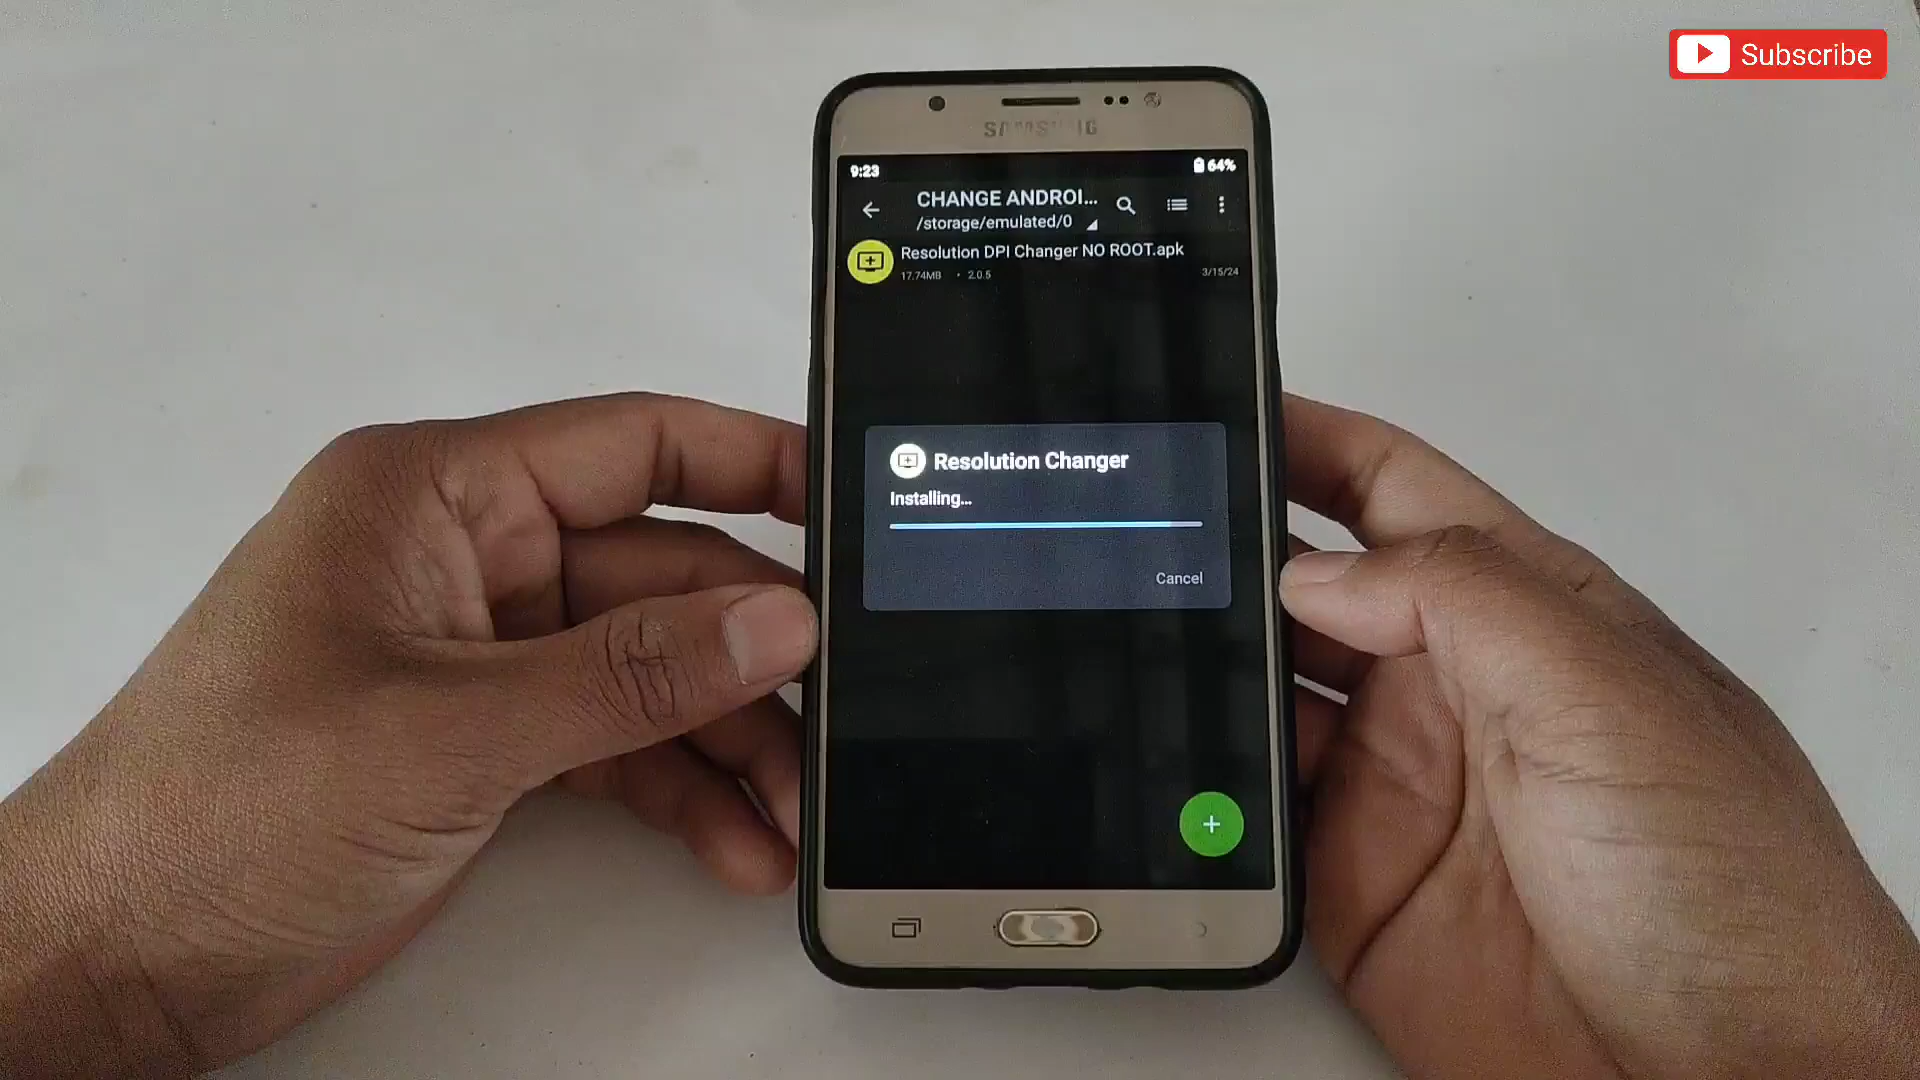 Subscribe
SAMSUNG
9:23
64%
CHANGE ANDROI...
/storage/emulated/0
Resolution DPI Changer NO ROOT.apk
17.74MB • 2.0.5
3/15/24
Resolution Changer
Installing...
Cancel